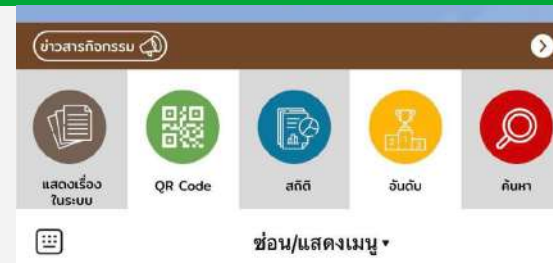 ข่าวสารกิจกรรม
แสดงเรื่อง
ในระบบ
QR Code
สถิติ
อันดับ
ค้นหา
ซ่อน/แสดงเมนู